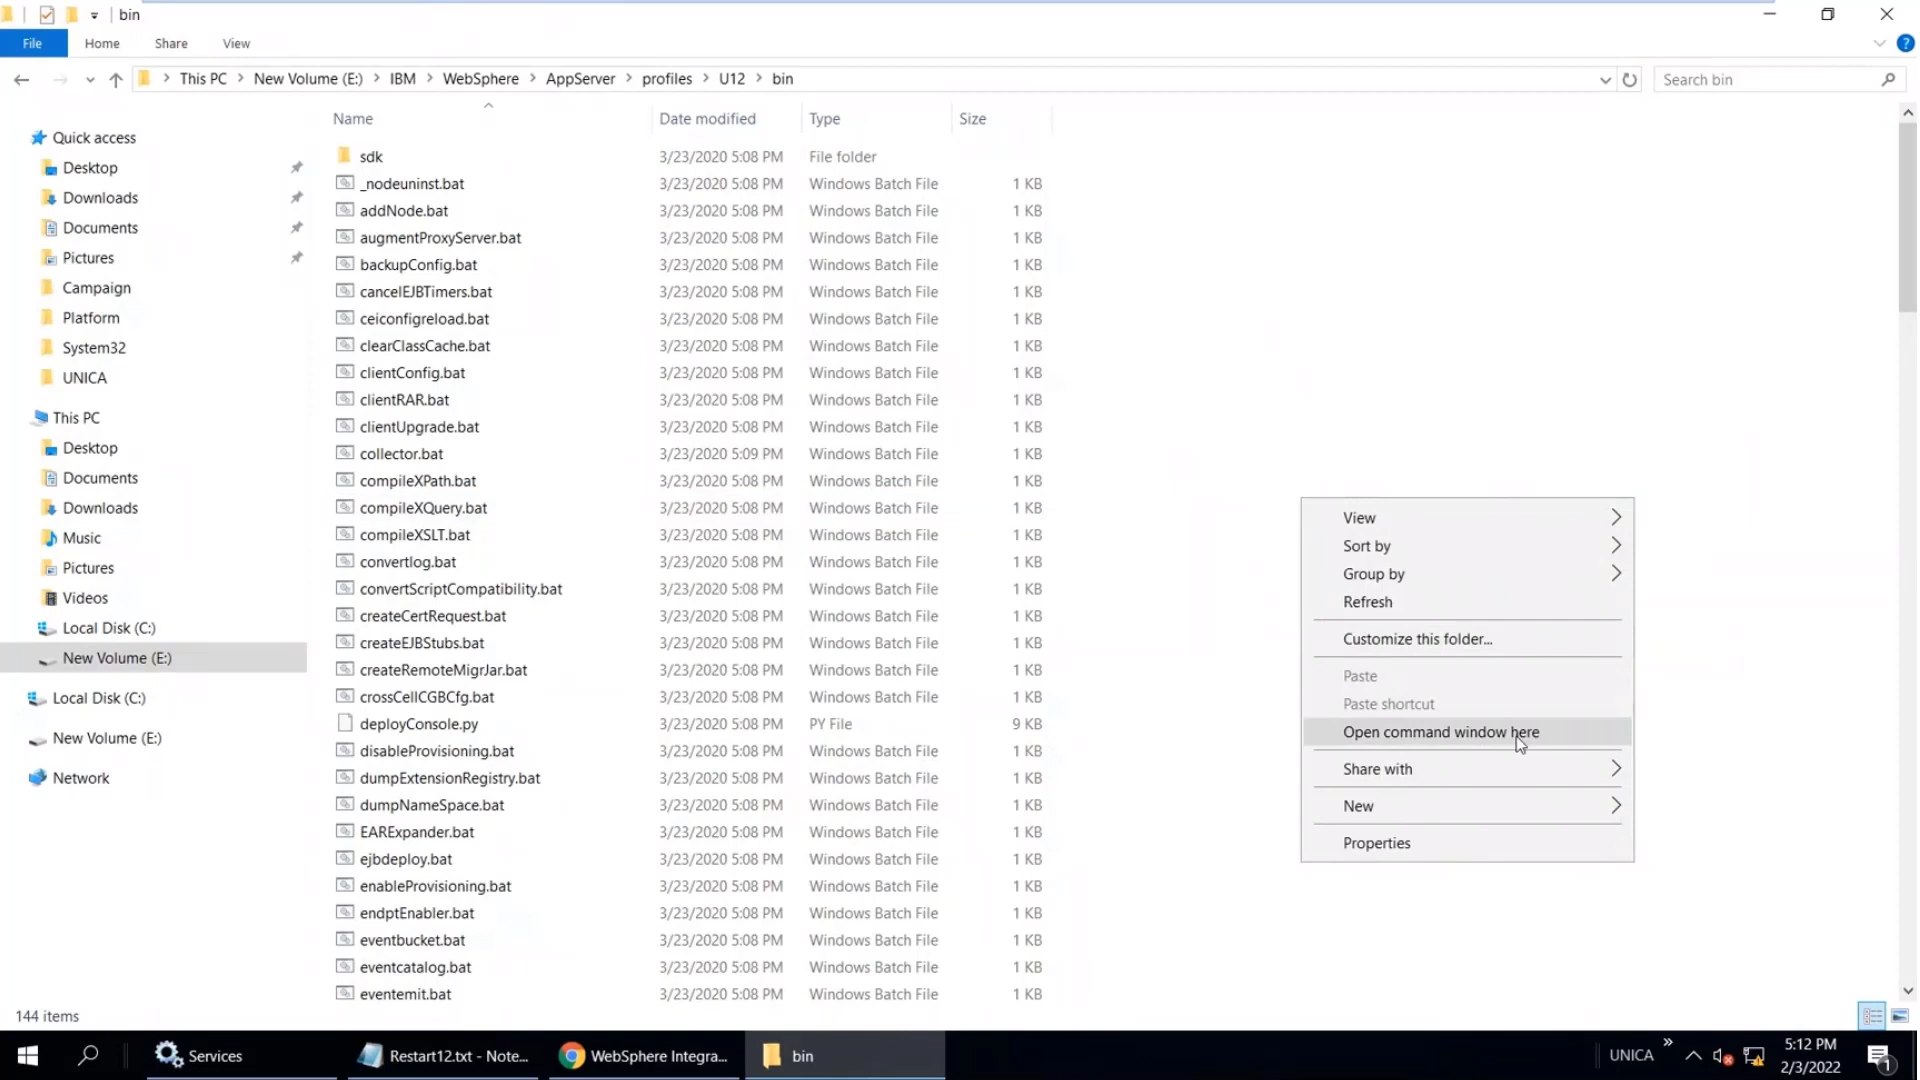 bin
File Home Share View
This PC New Volume (E:) IBM WebSphere AppServer profiles U12 bin
Search bin
Quick access
Desktop
Downloads
Documents
Pictures
Campaign
Platform
System32
UNICA
This PC
Desktop
Documents
Downloads
Music
Pictures
Videos
Local Disk (C:)
New Volume (E:)
Local Disk (C:)
New Volume (E:)
Network
Name Date modified Type Size
sdk 3/23/2020 5:08 PM File folder
_nodeuninst.bat 3/23/2020 5:08 PM Windows Batch File 1 KB
addNode.bat 3/23/2020 5:08 PM Windows Batch File 1 KB
augmentProxyServer.bat 3/23/2020 5:08 PM Windows Batch File 1 KB
backupConfig.bat 3/23/2020 5:08 PM Windows Batch File 1 KB
cancelEJBTimers.bat 3/23/2020 5:08 PM Windows Batch File 1 KB
ceiconfigreload.bat 3/23/2020 5:08 PM Windows Batch File 1 KB
clearClassCache.bat 3/23/2020 5:08 PM Windows Batch File 1 KB
clientConfig.bat 3/23/2020 5:08 PM Windows Batch File 1 KB
clientRAR.bat 3/23/2020 5:08 PM Windows Batch File 1 KB
clientUpgrade.bat 3/23/2020 5:08 PM Windows Batch File 1 KB
collector.bat 3/23/2020 5:09 PM Windows Batch File 1 KB
compileXPath.bat 3/23/2020 5:08 PM Windows Batch File 1 KB
compileXQuery.bat 3/23/2020 5:08 PM Windows Batch File 1 KB
compileXSLT.bat 3/23/2020 5:08 PM Windows Batch File 1 KB
convertlog.bat 3/23/2020 5:08 PM Windows Batch File 1 KB
convertScriptCompatibility.bat 3/23/2020 5:08 PM Windows Batch File 1 KB
createCertRequest.bat 3/23/2020 5:08 PM Windows Batch File 1 KB
createEJBStubs.bat 3/23/2020 5:08 PM Windows Batch File 1 KB
createRemoteMigrJar.bat 3/23/2020 5:08 PM Windows Batch File 1 KB
crossCellCGBCfg.bat 3/23/2020 5:08 PM Windows Batch File 1 KB
deployConsole.py 3/23/2020 5:08 PM PY File 9 KB
disableProvisioning.bat 3/23/2020 5:08 PM Windows Batch File 1 KB
dumpExtensionRegistry.bat 3/23/2020 5:08 PM Windows Batch File 1 KB
dumpNameSpace.bat 3/23/2020 5:08 PM Windows Batch File 1 KB
EARExpander.bat 3/23/2020 5:08 PM Windows Batch File 1 KB
ejbdeploy.bat 3/23/2020 5:08 PM Windows Batch File 1 KB
enableProvisioning.bat 3/23/2020 5:08 PM Windows Batch File 1 KB
endptEnabler.bat 3/23/2020 5:08 PM Windows Batch File 1 KB
eventbucket.bat 3/23/2020 5:08 PM Windows Batch File 1 KB
eventcatalog.bat 3/23/2020 5:08 PM Windows Batch File 1 KB
eventemit.bat 3/23/2020 5:08 PM Windows Batch File 1 KB
View
Sort by
Group by
Refresh
Customize this folder...
Paste
Paste shortcut
Open command window here
Share with
New
Properties
144 items
Services
Restart12.txt - Note...
WebSphere Integra...
bin
UNICA
5:12 PM
2/3/2022
1